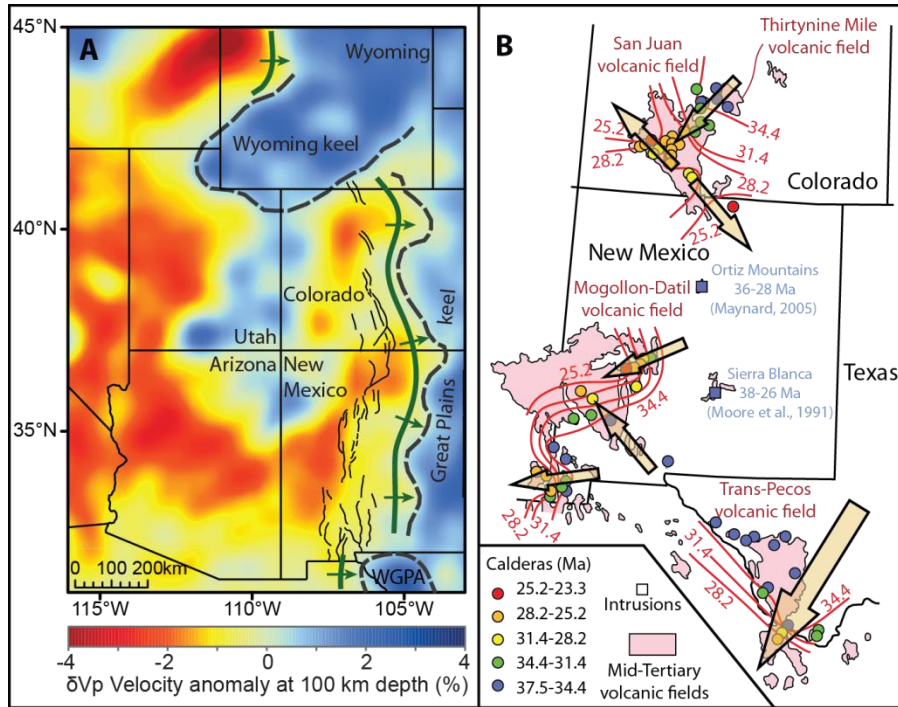 A
45°N
40°N
35°N
Wyoming
Wyoming keel
Colorado
Utah
Arizona
New
Mexico
Great Plains
keel
WGPA
0 100 200km
115°W
110°W
105°W
-4
-2
0
2
4
δVp Velocity anomaly at 100 km depth (%)
B
San Juan
volcanic field
Thirtynine Mile
volcanic field
25.2
28.2
34.4
31.4
28.2
25.2
Colorado
New Mexico
Mogollon-Datil
volcanic field
Ortiz Mountains
36-28 Ma
(Maynard, 2005)
25.2
34.4
Sierra Blanca
38-26 Ma
(Moore et al., 1991)
Texas
28.2
31.4
Trans-Pecos
volcanic field
31.4
28.2
34.4
Calderas (Ma)
25.2-23.3
28.2-25.2
31.4-28.2
34.4-31.4
37.5-34.4
Intrusions
Mid-Tertiary
volcanic fields